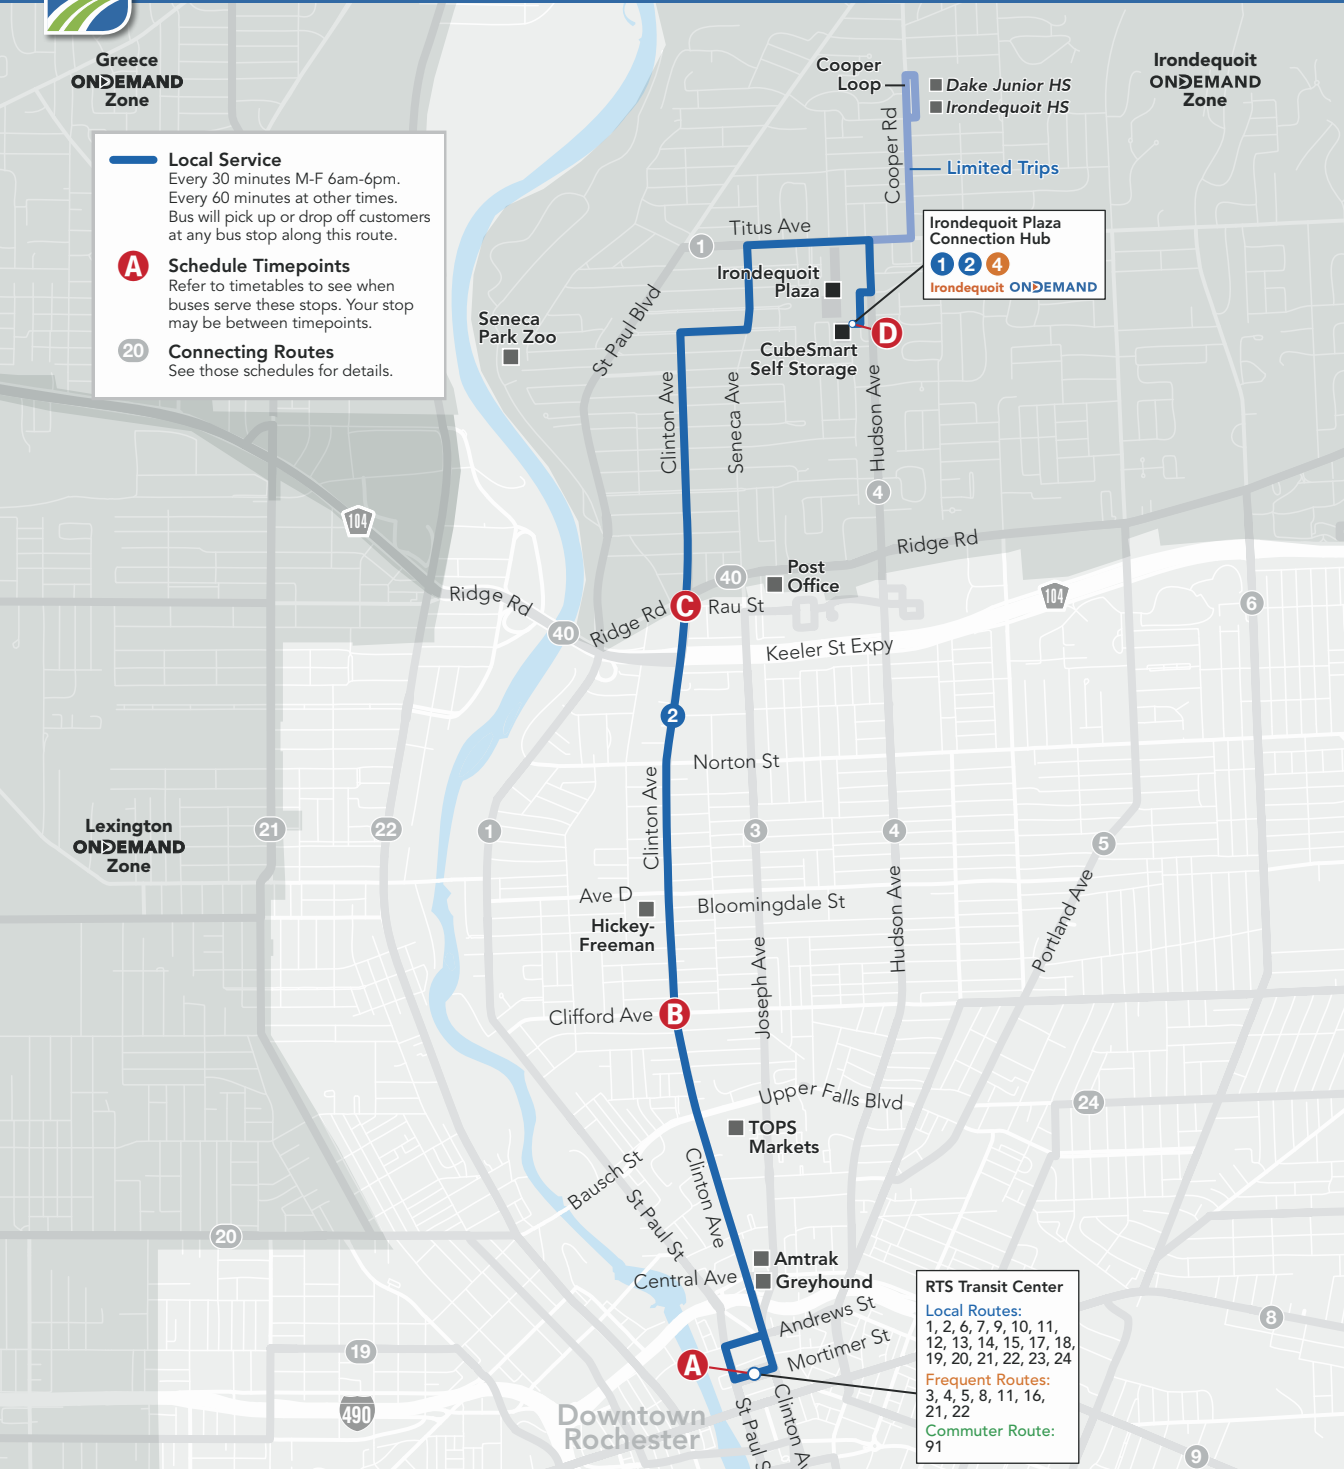 Greece
ONDEMAND
Zone
Irondequoit
ONDEMAND
Zone
Cooper
Loop
Dake Junior HS
Irondequoit HS
Cooper Rd
Limited Trips
Local Service
Every 30 minutes M-F 6am-6pm.
Every 60 minutes at other times.
Bus will pick up or drop off customers
at any bus stop along this route.
A
Schedule Timepoints
Refer to timetables to see when
buses serve these stops. Your stop
may be between timepoints.
20
Connecting Routes
See those schedules for details.
Irondequoit Plaza
Connection Hub
1 2 4
Irondequoit ONDEMAND
Titus Ave
1
Irondequoit
Plaza
St Paul Blvd
Seneca
Park Zoo
D
CubeSmart
Self Storage
Clinton Ave
Seneca Ave
Hudson Ave
4
104
Ridge Rd
40
Post
Office
Ridge Rd
C
Rau St
104
6
40
Ridge Rd
Keeler St Expy
2
Norton St
Clinton Ave
Lexington
ONDEMAND
Zone
21
22
1
3
4
5
Ave D
Bloomingdale St
Hickey-
Freeman
Hudson Ave
Portland Ave
Joseph Ave
Clifford Ave
B
Upper Falls Blvd
24
TOPS
Markets
Bausch St
St Paul St
Clinton Ave
20
Amtrak
Central Ave
Greyhound
Andrews St
Mortimer St
A
19
490
Downtown
Rochester
St Paul S
Clinton Av
RTS Transit Center
Local Routes:
1, 2, 6, 7, 9, 10, 11,
12, 13, 14, 15, 17, 18,
19, 20, 21, 22, 23, 24
Frequent Routes:
3, 4, 5, 8, 11, 16,
21, 22
Commuter Route:
91
8
9